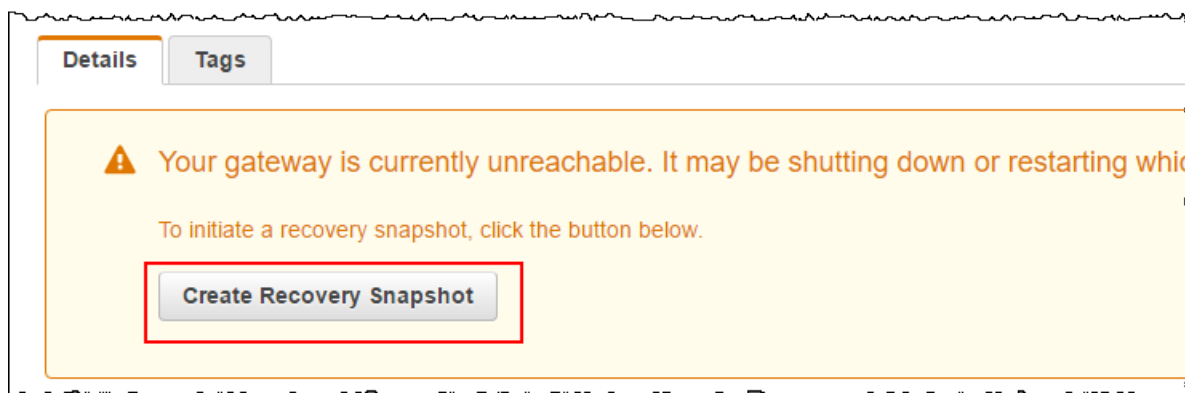 Details Tags
Your gateway is currently unreachable. It may be shutting down or restarting
To initiate a recovery snapshot, click the button below.
Create Recovery Snapshot